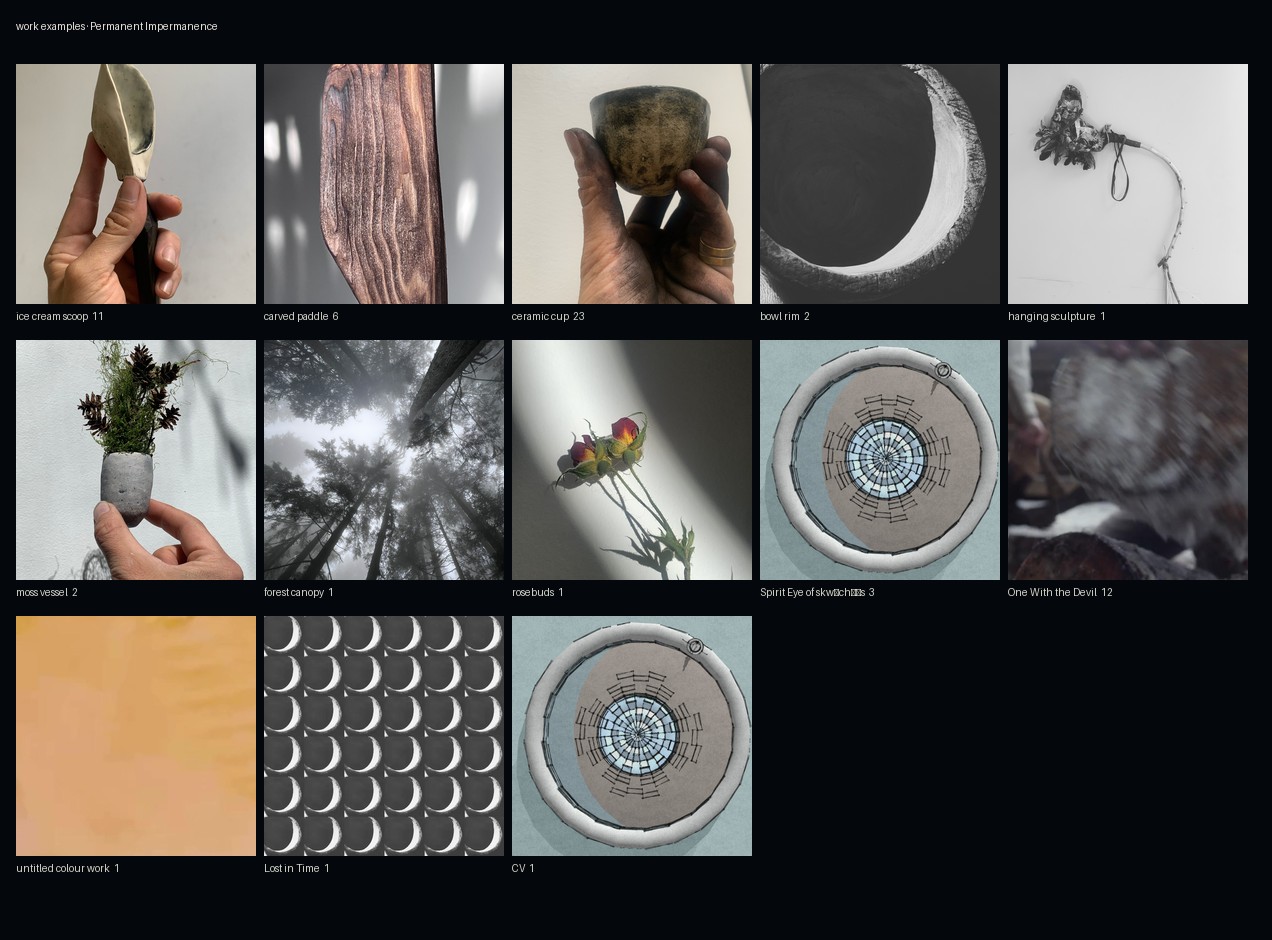 work examples · Permanent Impermanence
ice cream scoop 11
carved paddle 6
ceramic cup 23
bowl rim 2
hanging sculpture 1
moss vessel 2
forest canopy 1
rosebuds 1
Spirit Eye of 3
One With the Devil 12
untitled colour work 1
Lost in Time 1
CV 1